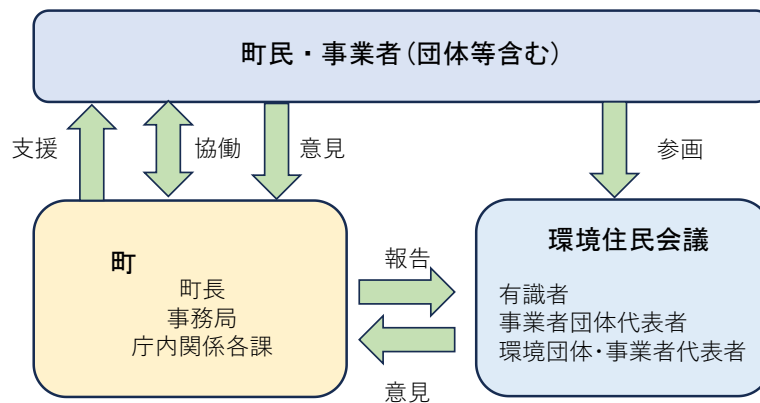 町民・事業者(団体等含む)
支援
協働
意見
参画
町
町長
事務局
庁内関係各課
報告
意見
環境住民会議
有識者
事業者団体代表者
環境団体・事業者代表者